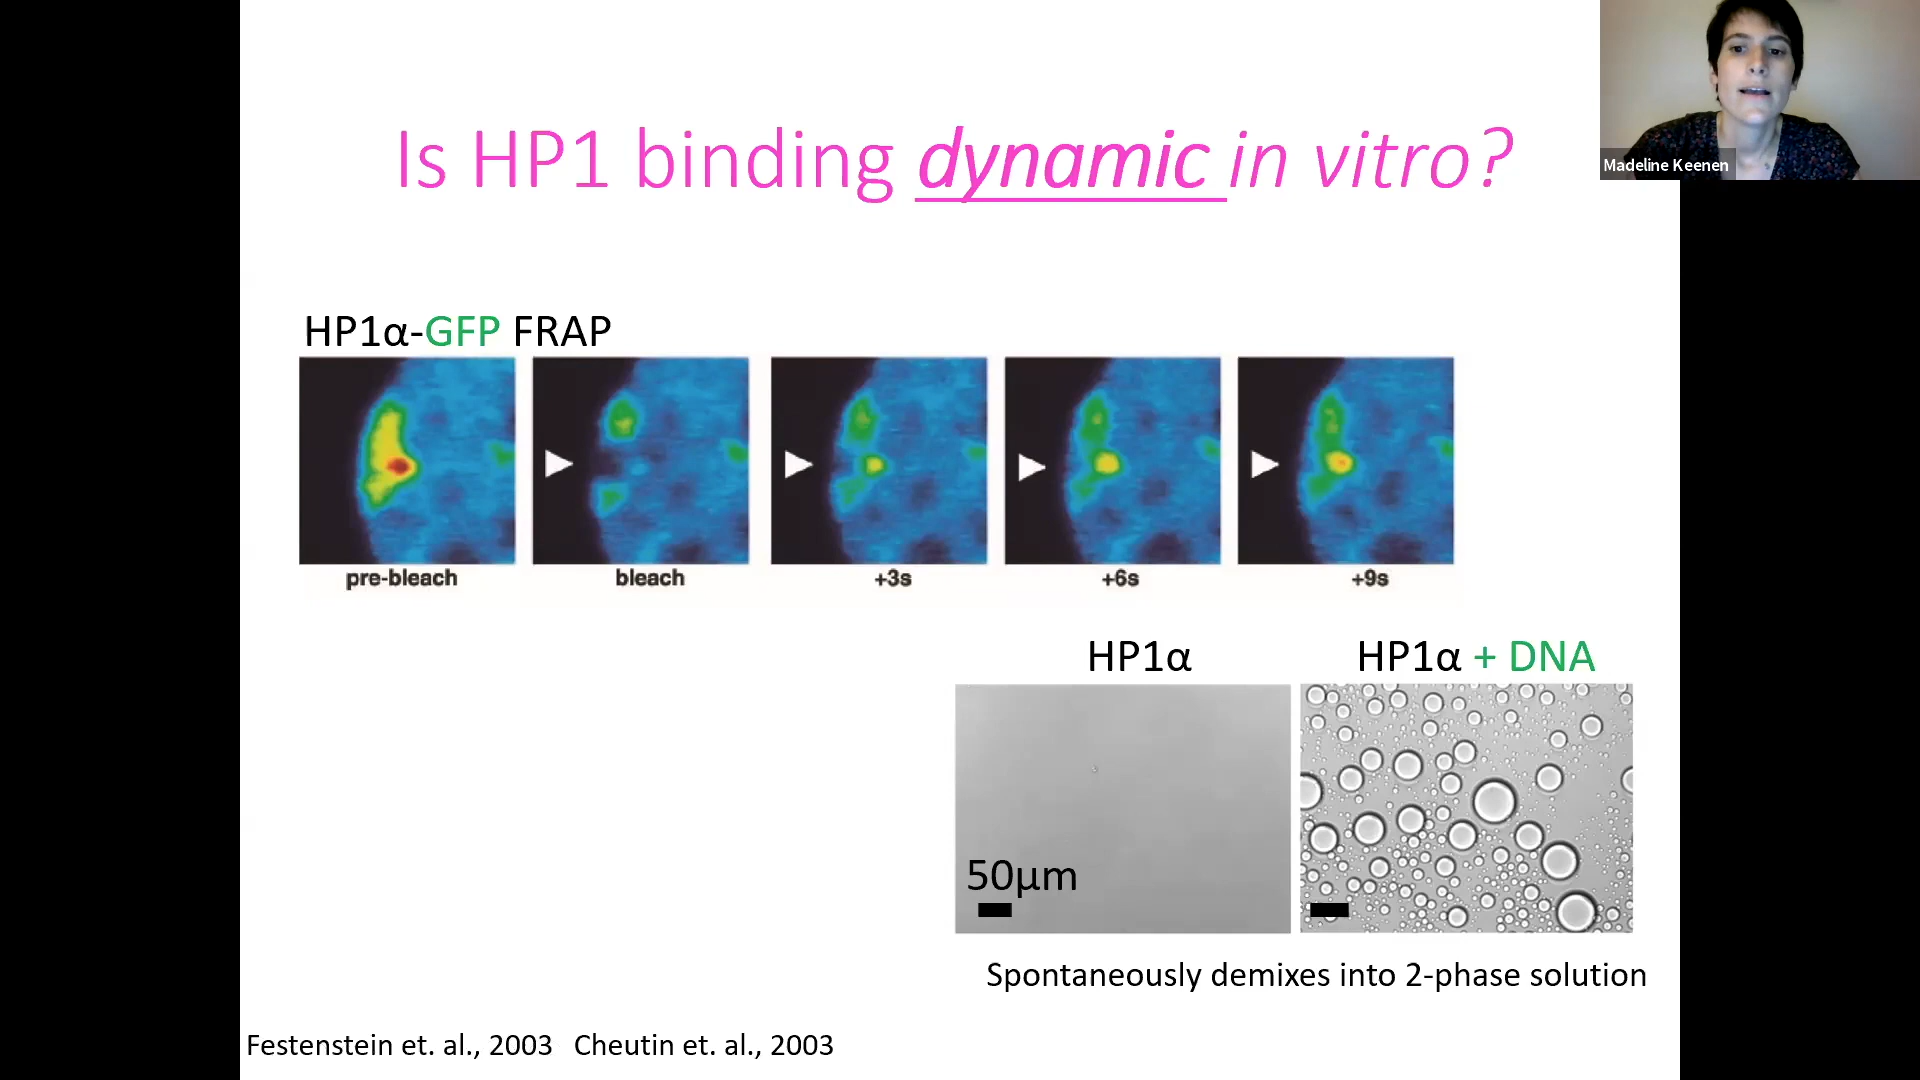 Is HP1 binding dynamic in vitro?
Madeline Keenen
HP1α-GFP FRAP
pre-bleach
bleach
+3s
+6s
+9s
HP1α
HP1α + DNA
50µm
Spontaneously demixes into 2-phase solution
Festenstein et. al., 2003 Cheutin et. al., 2003